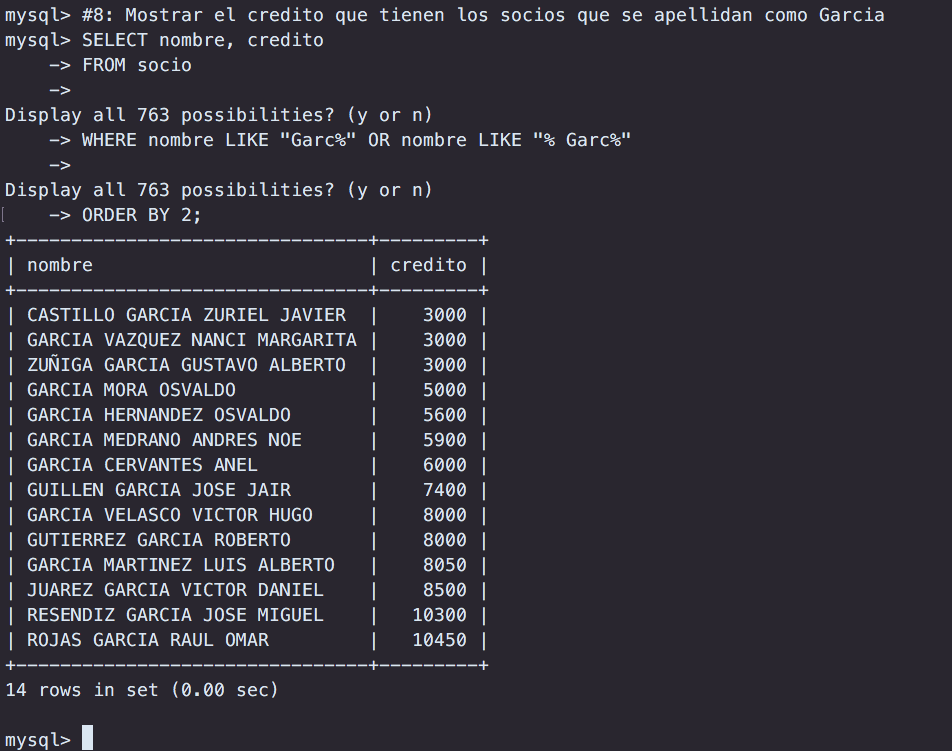 mysql> #8: Mostrar el credito que tienen los socios que se apellidan como Garcia
mysql> SELECT nombre, credito
    -> FROM socio
    ->
Display all 763 possibilities? (y or n)
    -> WHERE nombre LIKE "Garc%" OR nombre LIKE "% Garc%"
    ->
Display all 763 possibilities? (y or n)
[    -> ORDER BY 2;
+--------------------------------+---------+
| nombre                         | credito |
+--------------------------------+---------+
| CASTILLO GARCIA ZURIEL JAVIER  |    3000 |
| GARCIA VAZQUEZ NANCI MARGARITA |    3000 |
| ZUÑIGA GARCIA GUSTAVO ALBERTO  |    3000 |
| GARCIA MORA OSVALDO            |    5000 |
| GARCIA HERNANDEZ OSVALDO       |    5600 |
| GARCIA MEDRANO ANDRES NOE      |    5900 |
| GARCIA CERVANTES ANEL          |    6000 |
| GUILLEN GARCIA JOSE JAIR       |    7400 |
| GARCIA VELASCO VICTOR HUGO     |    8000 |
| GUTIERREZ GARCIA ROBERTO       |    8000 |
| GARCIA MARTINEZ LUIS ALBERTO   |    8050 |
| JUAREZ GARCIA VICTOR DANIEL    |    8500 |
| RESENDIZ GARCIA JOSE MIGUEL    |   10300 |
| ROJAS GARCIA RAUL OMAR         |   10450 |
+--------------------------------+---------+
14 rows in set (0.00 sec)
mysql>